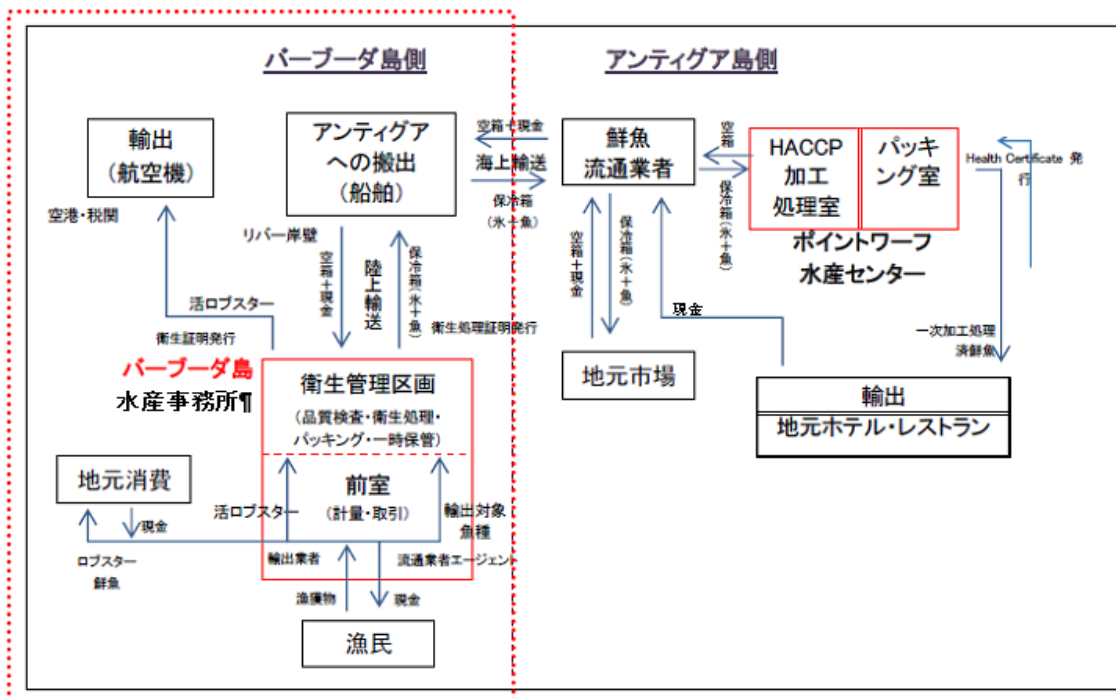 バーブーダ島側
アンティグア島側
輸出
(航空機)
空港・税関
アンティグア
への搬出
(船舶)
リバー岸壁
空箱+現金
海上輸送
保冷箱
(氷+魚)
鮮魚
流通業者
空箱
保冷箱(氷+魚)
HACCP
加工
処理室
パッキ
ング室
Health Certificate 発
行
ポイントワーフ
水産センター
空箱+現金
陸上輸送
保冷箱(氷+魚)
空箱+現金
保冷箱(氷+魚)
活ロブスター
衛生証明発行
衛生処理証明発行
現金
一次加工処理
済鮮魚
バーブーダ島
水産事務所¶
衛生管理区画
(品質検査・衛生処理・
パッキング・一時保管)
地元市場
輸出
地元ホテル・レストラン
地元消費
現金
ロブスター
鮮魚
活ロブスター
前室
(計量・取引)
輸出対象
魚種
輸出業者
流通業者エージェント
漁獲物
現金
漁民